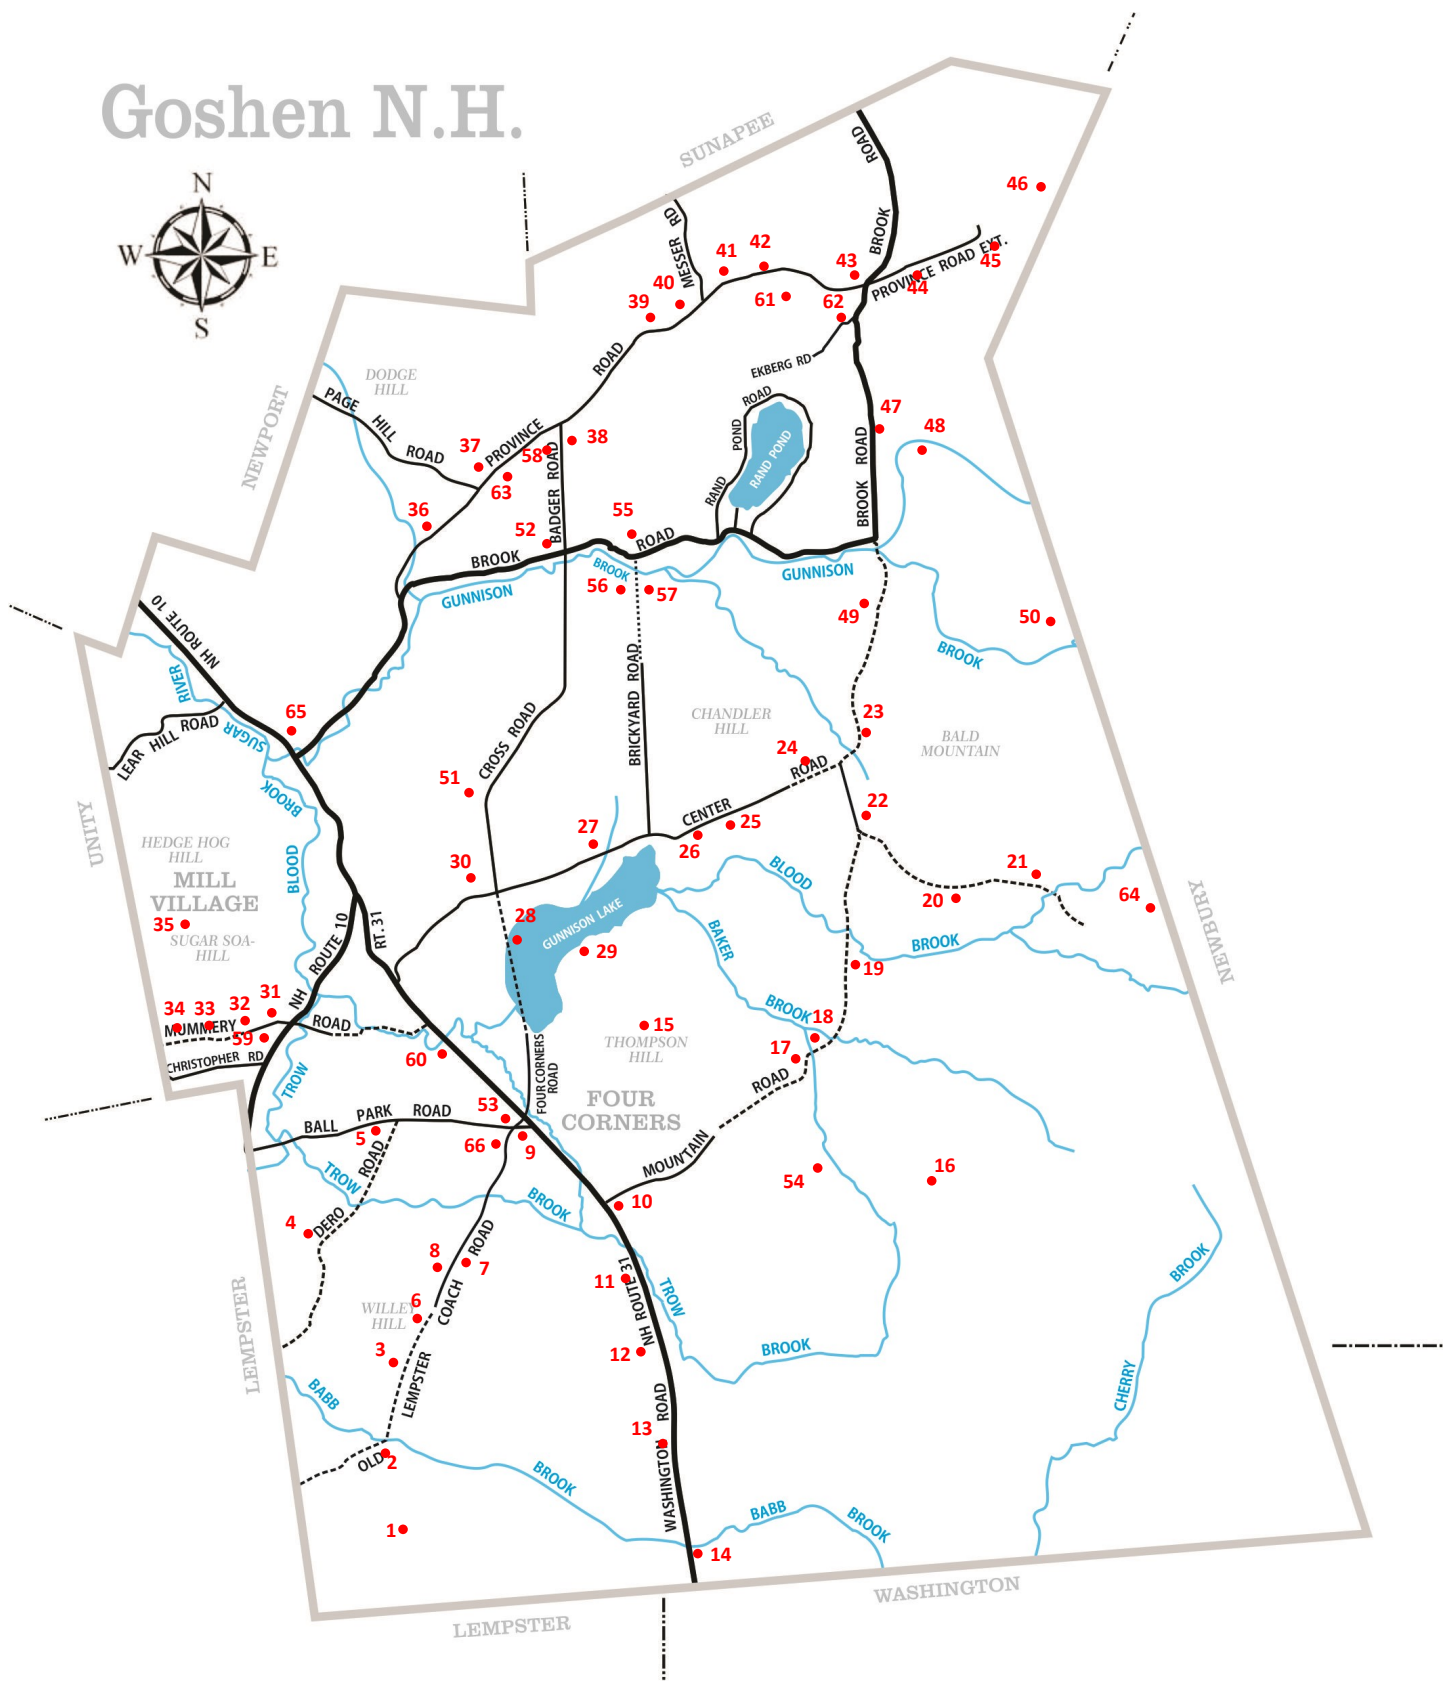 Goshen N.H.
N
W
E
S
SUNAPEE
ROAD
BROOK
46
MESSER RD
41
42
43
PROVINCE ROAD EXT.
45
44
40
39
61
62
ROAD
EKBERG RD
DODGE
HILL
NEWPORT
PAGE
HILL
ROAD
37
PROVINCE
58
38
63
36
52
BADGER ROAD
55
ROAD
BROOK
RAND
POND
ROAD
RAND POND
47
48
BROOK ROAD
GUNNISON
BROOK
56
57
GUNNISON
49
50
BROOK
NH ROUTE 10
RIVER
SUGAR
LEAR HILL ROAD
65
BROOK
BRICKYARD ROAD
CHANDLER
HILL
23
BALD
MOUNTAIN
24
ROAD
CROSS ROAD
51
UNITY
HEDGE HOG
HILL
MILL
VILLAGE
BLOOD
35
SUGAR SOA-
HILL
CENTER
22
25
26
27
30
21
20
64
NEWBURY
BLOOD
BROOK
28
GUNNISON LAKE
29
BAKER
BROOK
19
RT. 31
NH ROUTE 10
34
33
32
31
MUMMERY
ROAD
59
CHRISTOPHER RD
60
15
THOMPSON
HILL
18
17
ROAD
FOUR CORNERS
ROAD
FOUR
CORNERS
TROW
BALL PARK ROAD
53
5
66
9
MOUNTAIN
54
16
ROAD
TROW
BROOK
10
4
DERO
8
7
COACH ROAD
11
NH ROUTE 31
TROW
BROOK
BROOK
CHERRY
6
WILLEY
HILL
12
3
LEMPSTER
LEMPSTER
BABB
OLD
2
13
WASHINGTON ROAD
BROOK
1
14
BABB
BROOK
WASHINGTON
LEMPSTER